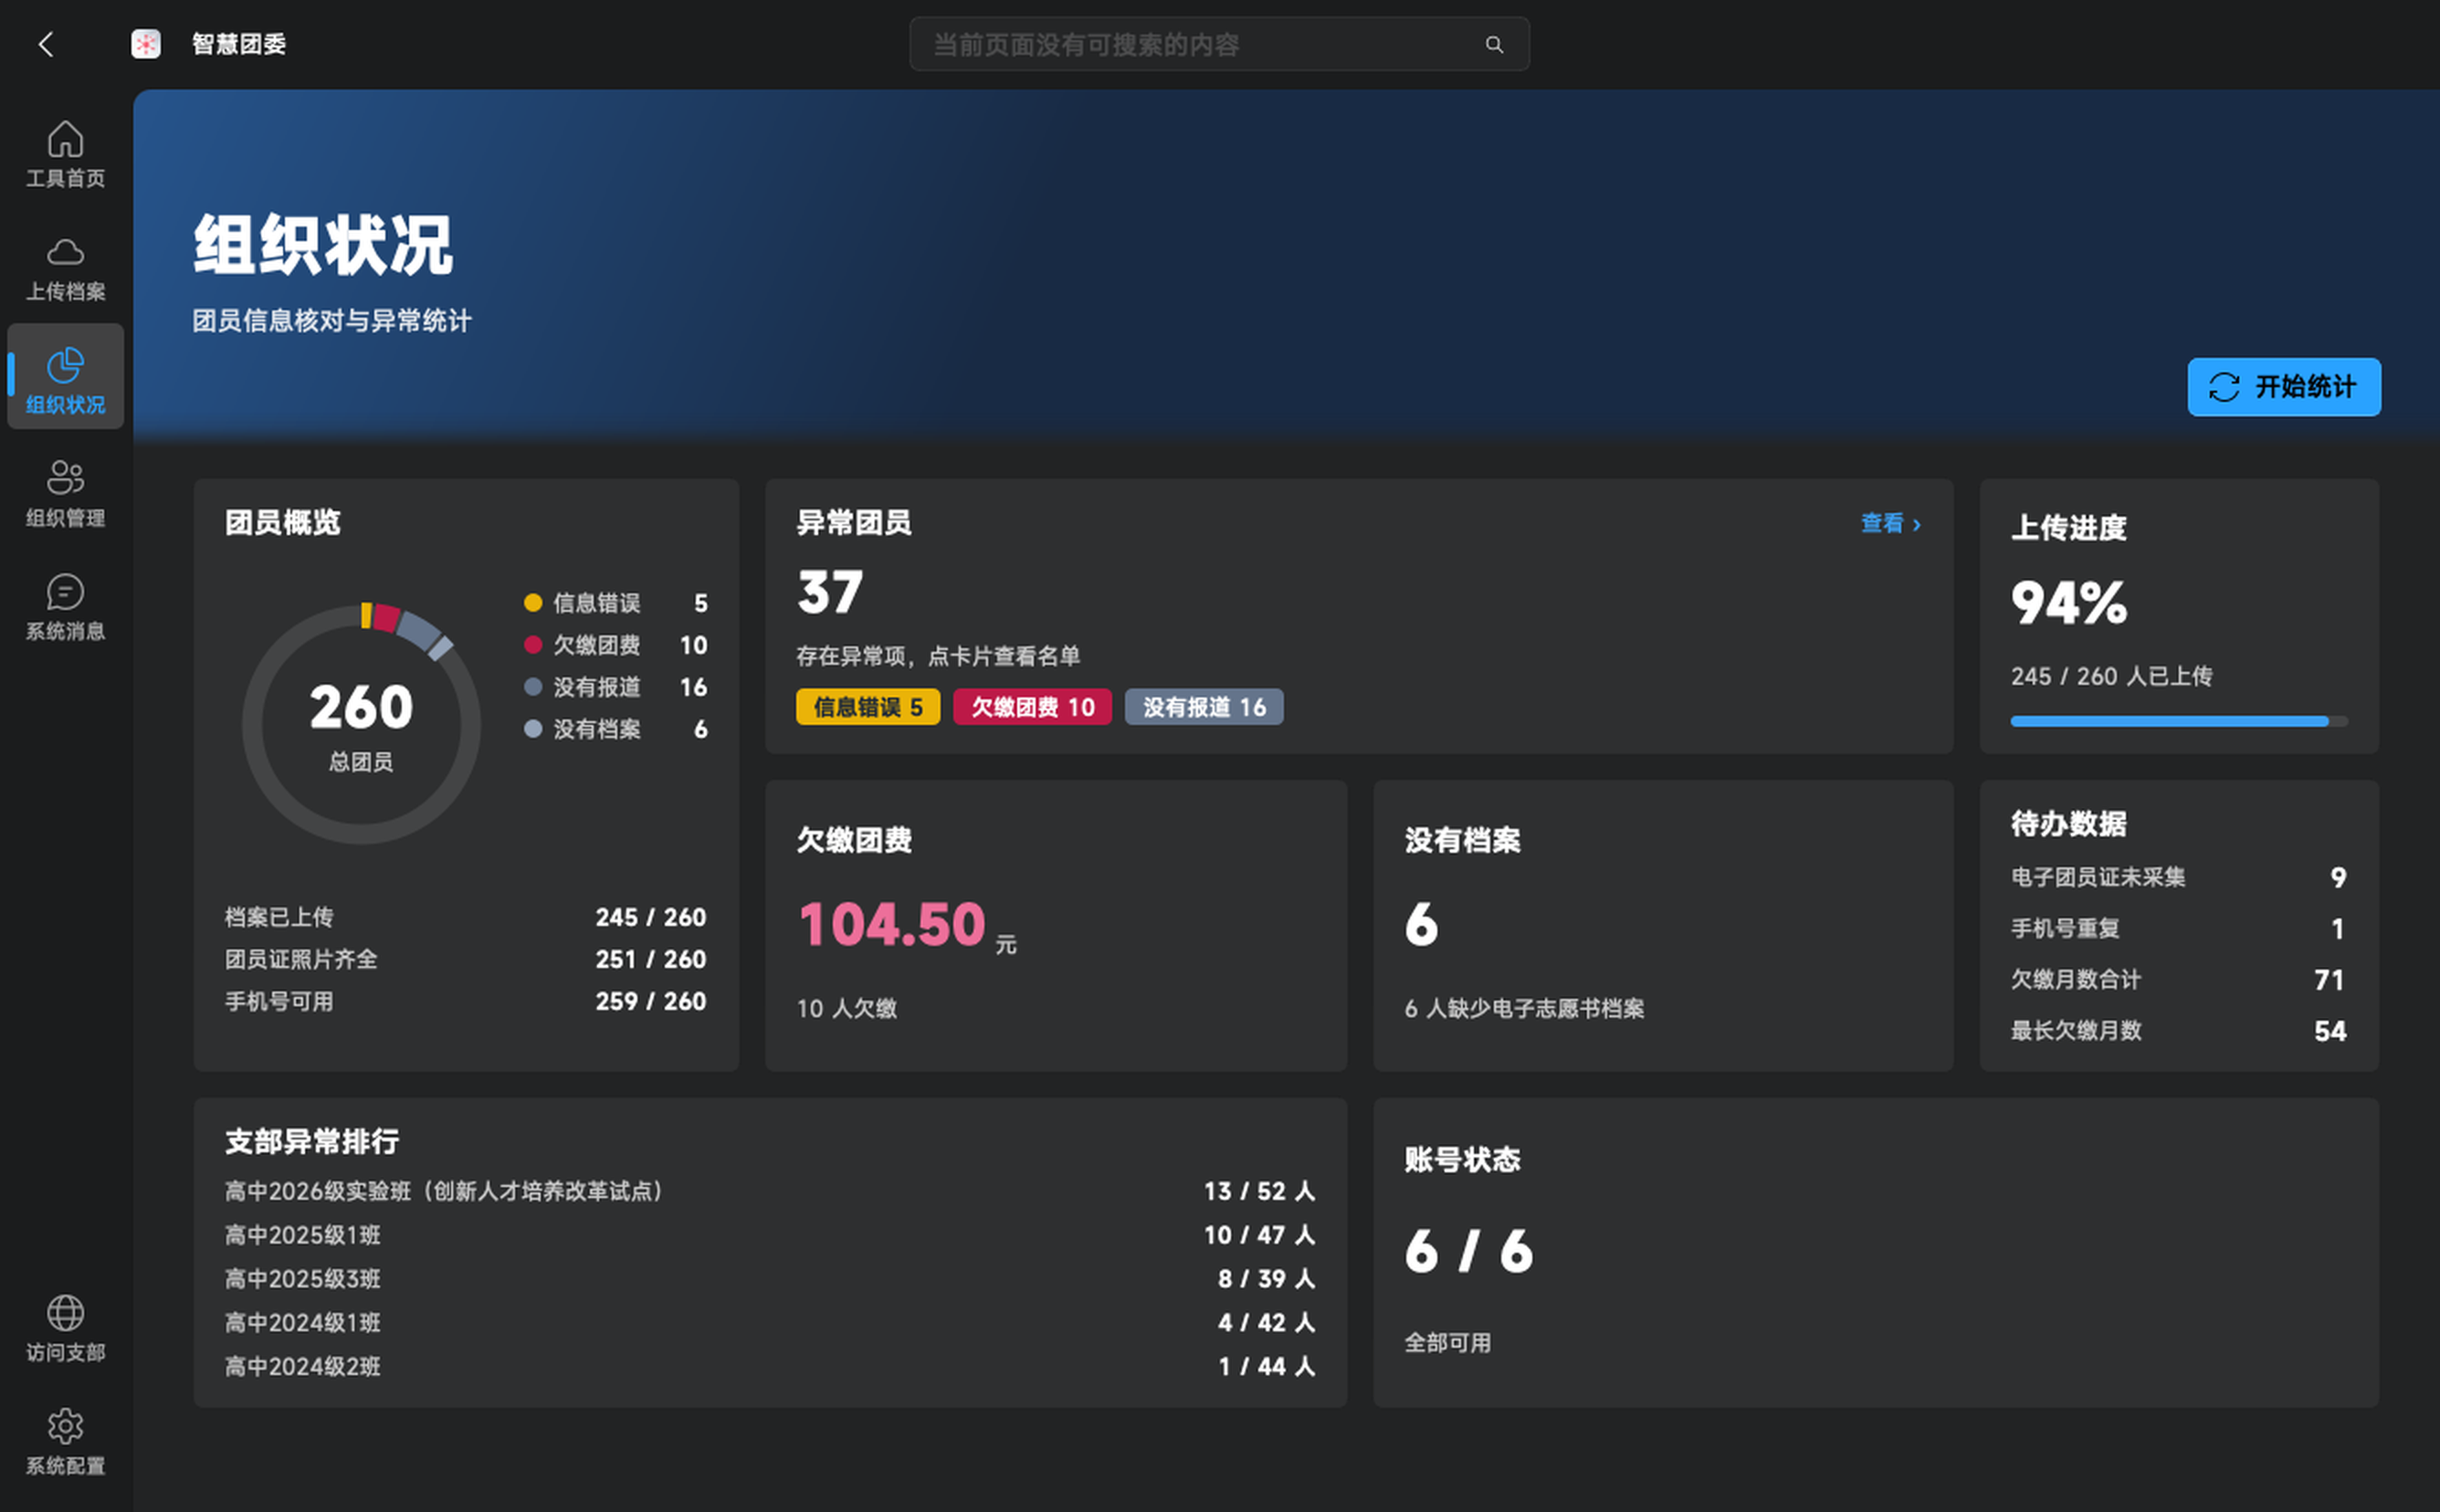 智慧团委
当前页面没有可搜索的内容
工具首页
上传档案
组织状况
组织管理
系统消息
访问支部
系统配置
组织状况
团员信息核对与异常统计
开始统计
团员概览
260
总团员
信息错误 5
欠缴团费 10
没有报道 16
没有档案 6
档案已上传 245 / 260
团员证照片齐全 251 / 260
手机号可用 259 / 260
异常团员
查看 ›
37
存在异常项，点卡片查看名单
信息错误 5 欠缴团费 10 没有报道 16
上传进度
94%
245 / 260 人已上传
欠缴团费
104.50 元
10 人欠缴
没有档案
6
6 人缺少电子志愿书档案
待办数据
电子团员证未采集 9
手机号重复 1
欠缴月数合计 71
最长欠缴月数 54
支部异常排行
高中2026级实验班（创新人才培养改革试点） 13 / 52 人
高中2025级1班 10 / 47 人
高中2025级3班 8 / 39 人
高中2024级1班 4 / 42 人
高中2024级2班 1 / 44 人
账号状态
6 / 6
全部可用